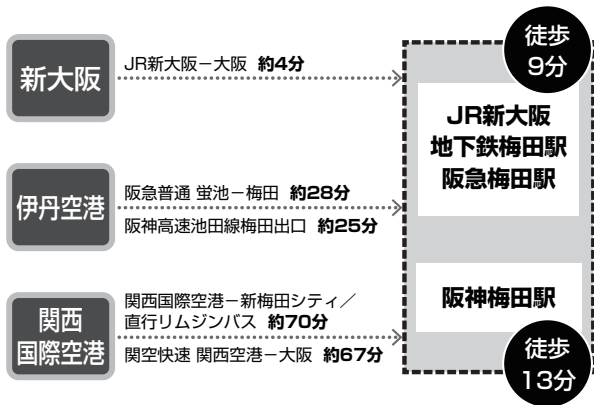 新大阪
JR新大阪－大阪 約4分
伊丹空港
阪急普通 蛍池－梅田 約28分
阪神高速池田線梅田出口 約25分
関西
国際空港
関西国際空港－新梅田シティ／
直行リムジンバス 約70分
関空快速 関西空港－大阪 約67分
徒歩
9分
JR新大阪
地下鉄梅田駅
阪急梅田駅
阪神梅田駅
徒歩
13分